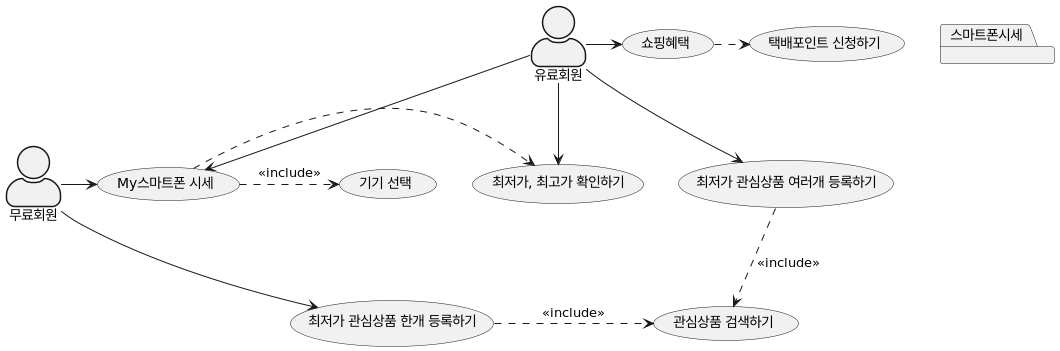 쇼핑혜택
택배포인트 신청하기
스마트폰시세
유료회원
My스마트폰 시세
<<include>>
기기 선택
최저가, 최고가 확인하기
최저가 관심상품 여러개 등록하기
무료회원
<<include>>
최저가 관심상품 한개 등록하기
<<include>>
관심상품 검색하기